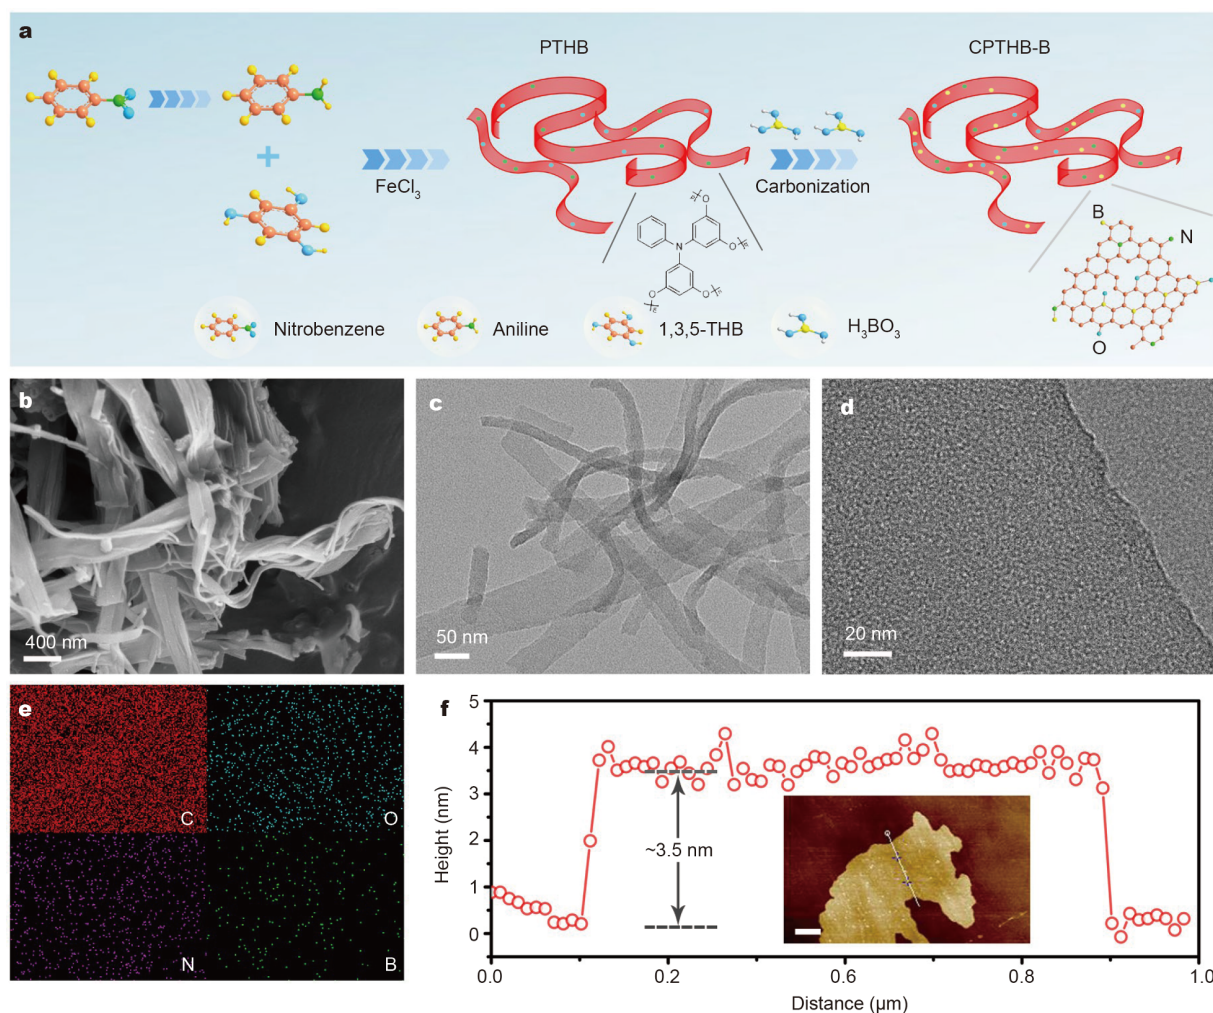 a
PTHB
CPTHB-B
FeCl3
Carbonization
N
O
O
O
O
B
N
O
Nitrobenzene
Aniline
1,3,5-THB
H3BO3
b
400 nm
c
50 nm
d
20 nm
e
C
O
N
B
f
5
4
3
2
1
0
Height (nm)
~3.5 nm
0.0
0.2
0.6
0.8
1.0
Distance (μm)